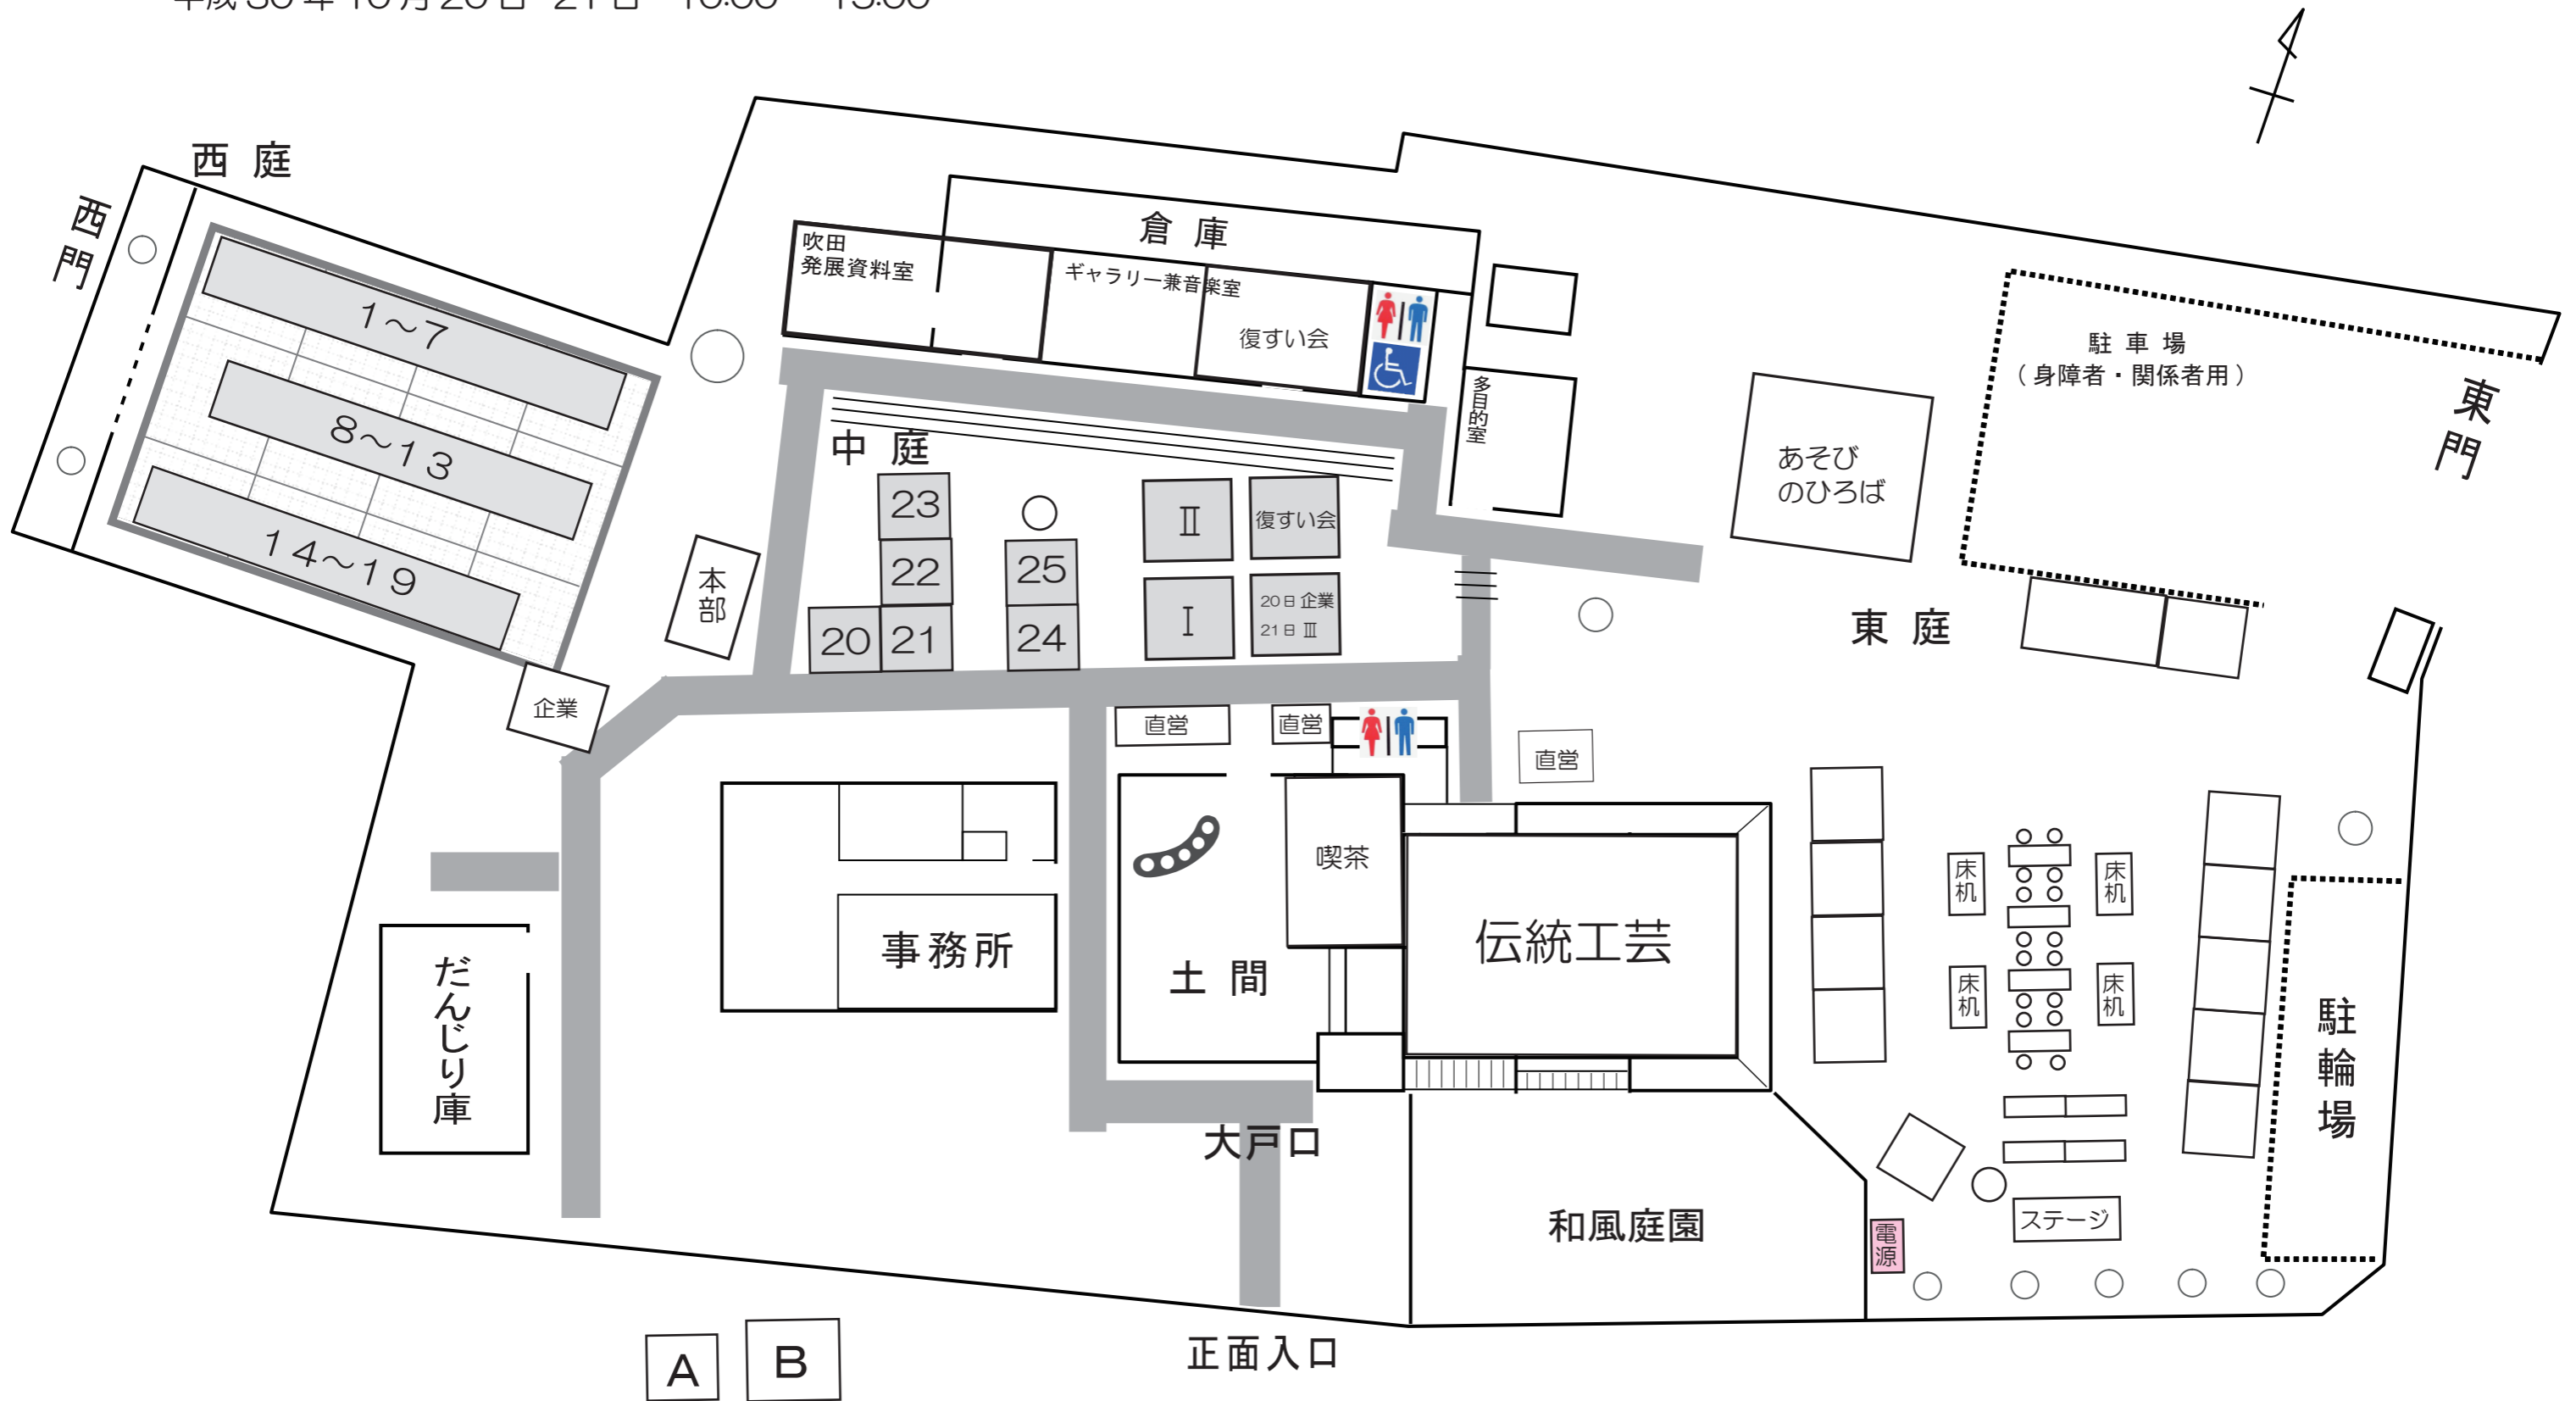 西 庭
西門
倉 庫
吹田
発展資料室
ギャラリー兼音楽室
復すい会
駐 車 場
（ 身障者・関係者用 ）
東門
1～7
8～13
14～19
多目的室
あそび
のひろば
中 庭
23
22
20
21
25
24
Ⅱ
復すい会
Ⅰ
20日 企業
21日 Ⅲ
本部
東 庭
企業
直営
直営
直営
喫茶
床机
床机
床机
床机
事務所
土 間
伝統工芸
だんじり庫
駐輪場
大戸口
和風庭園
電源
ステージ
正面入口
A
B